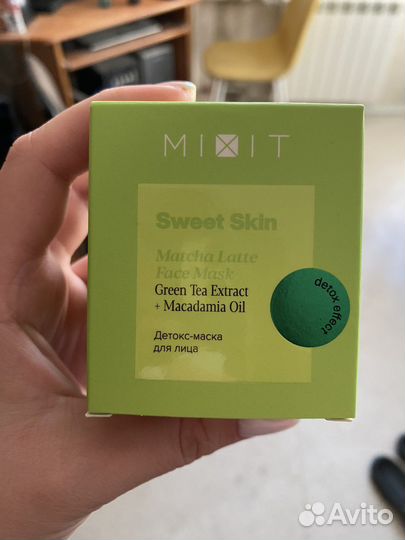 MIXIT
Sweet Skin
Matcha Latte
Face Mask
Green Tea Extract
+ Macadamia Oil
detox effect
Детокс-маска
для лица
Avito